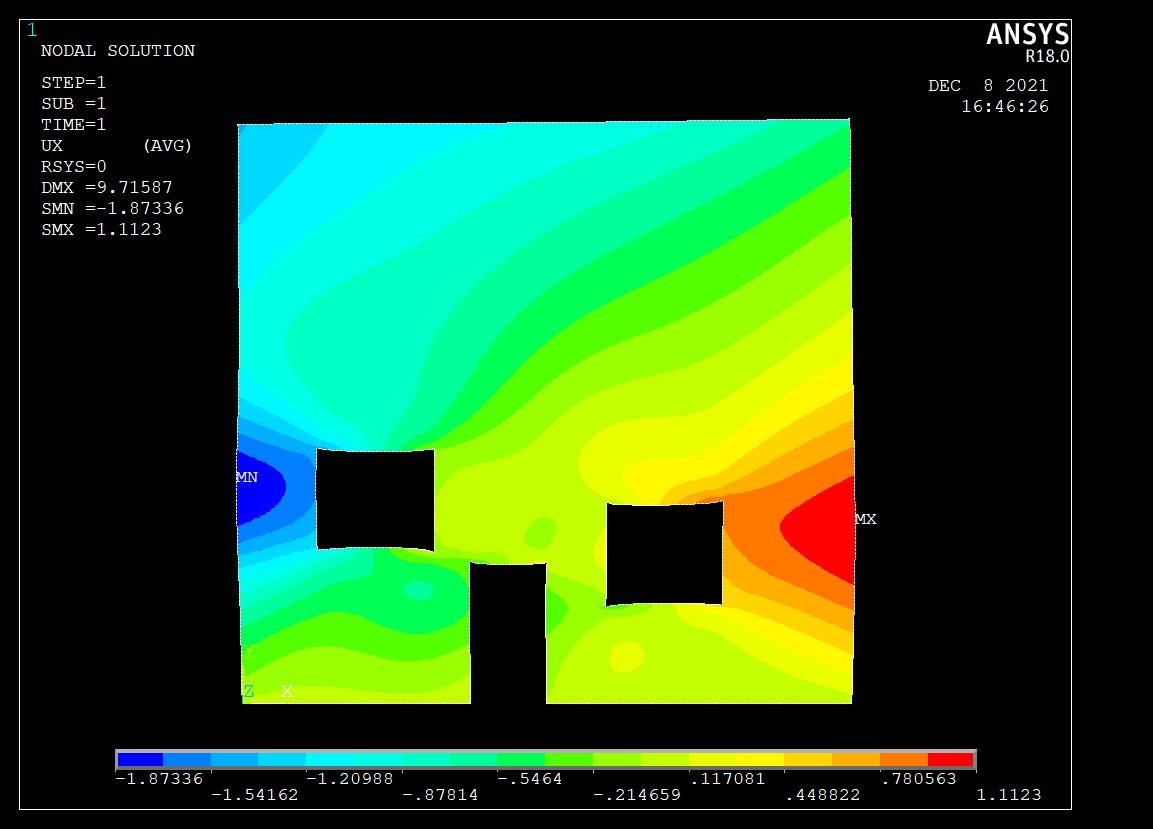 1
ANSYS
R18.0
NODAL SOLUTION
STEP=1
SUB =1
TIME=1
UX (AVG)
RSYS=0
DMX =9.71587
SMN =-1.87336
SMX =1.1123
DEC 8 2021
16:46:26
MN
MX
Y
Z X
-1.87336 -1.20988 -.5464 .117081 .780563
-1.54162 -.87814 -.214659 .448822 1.1123